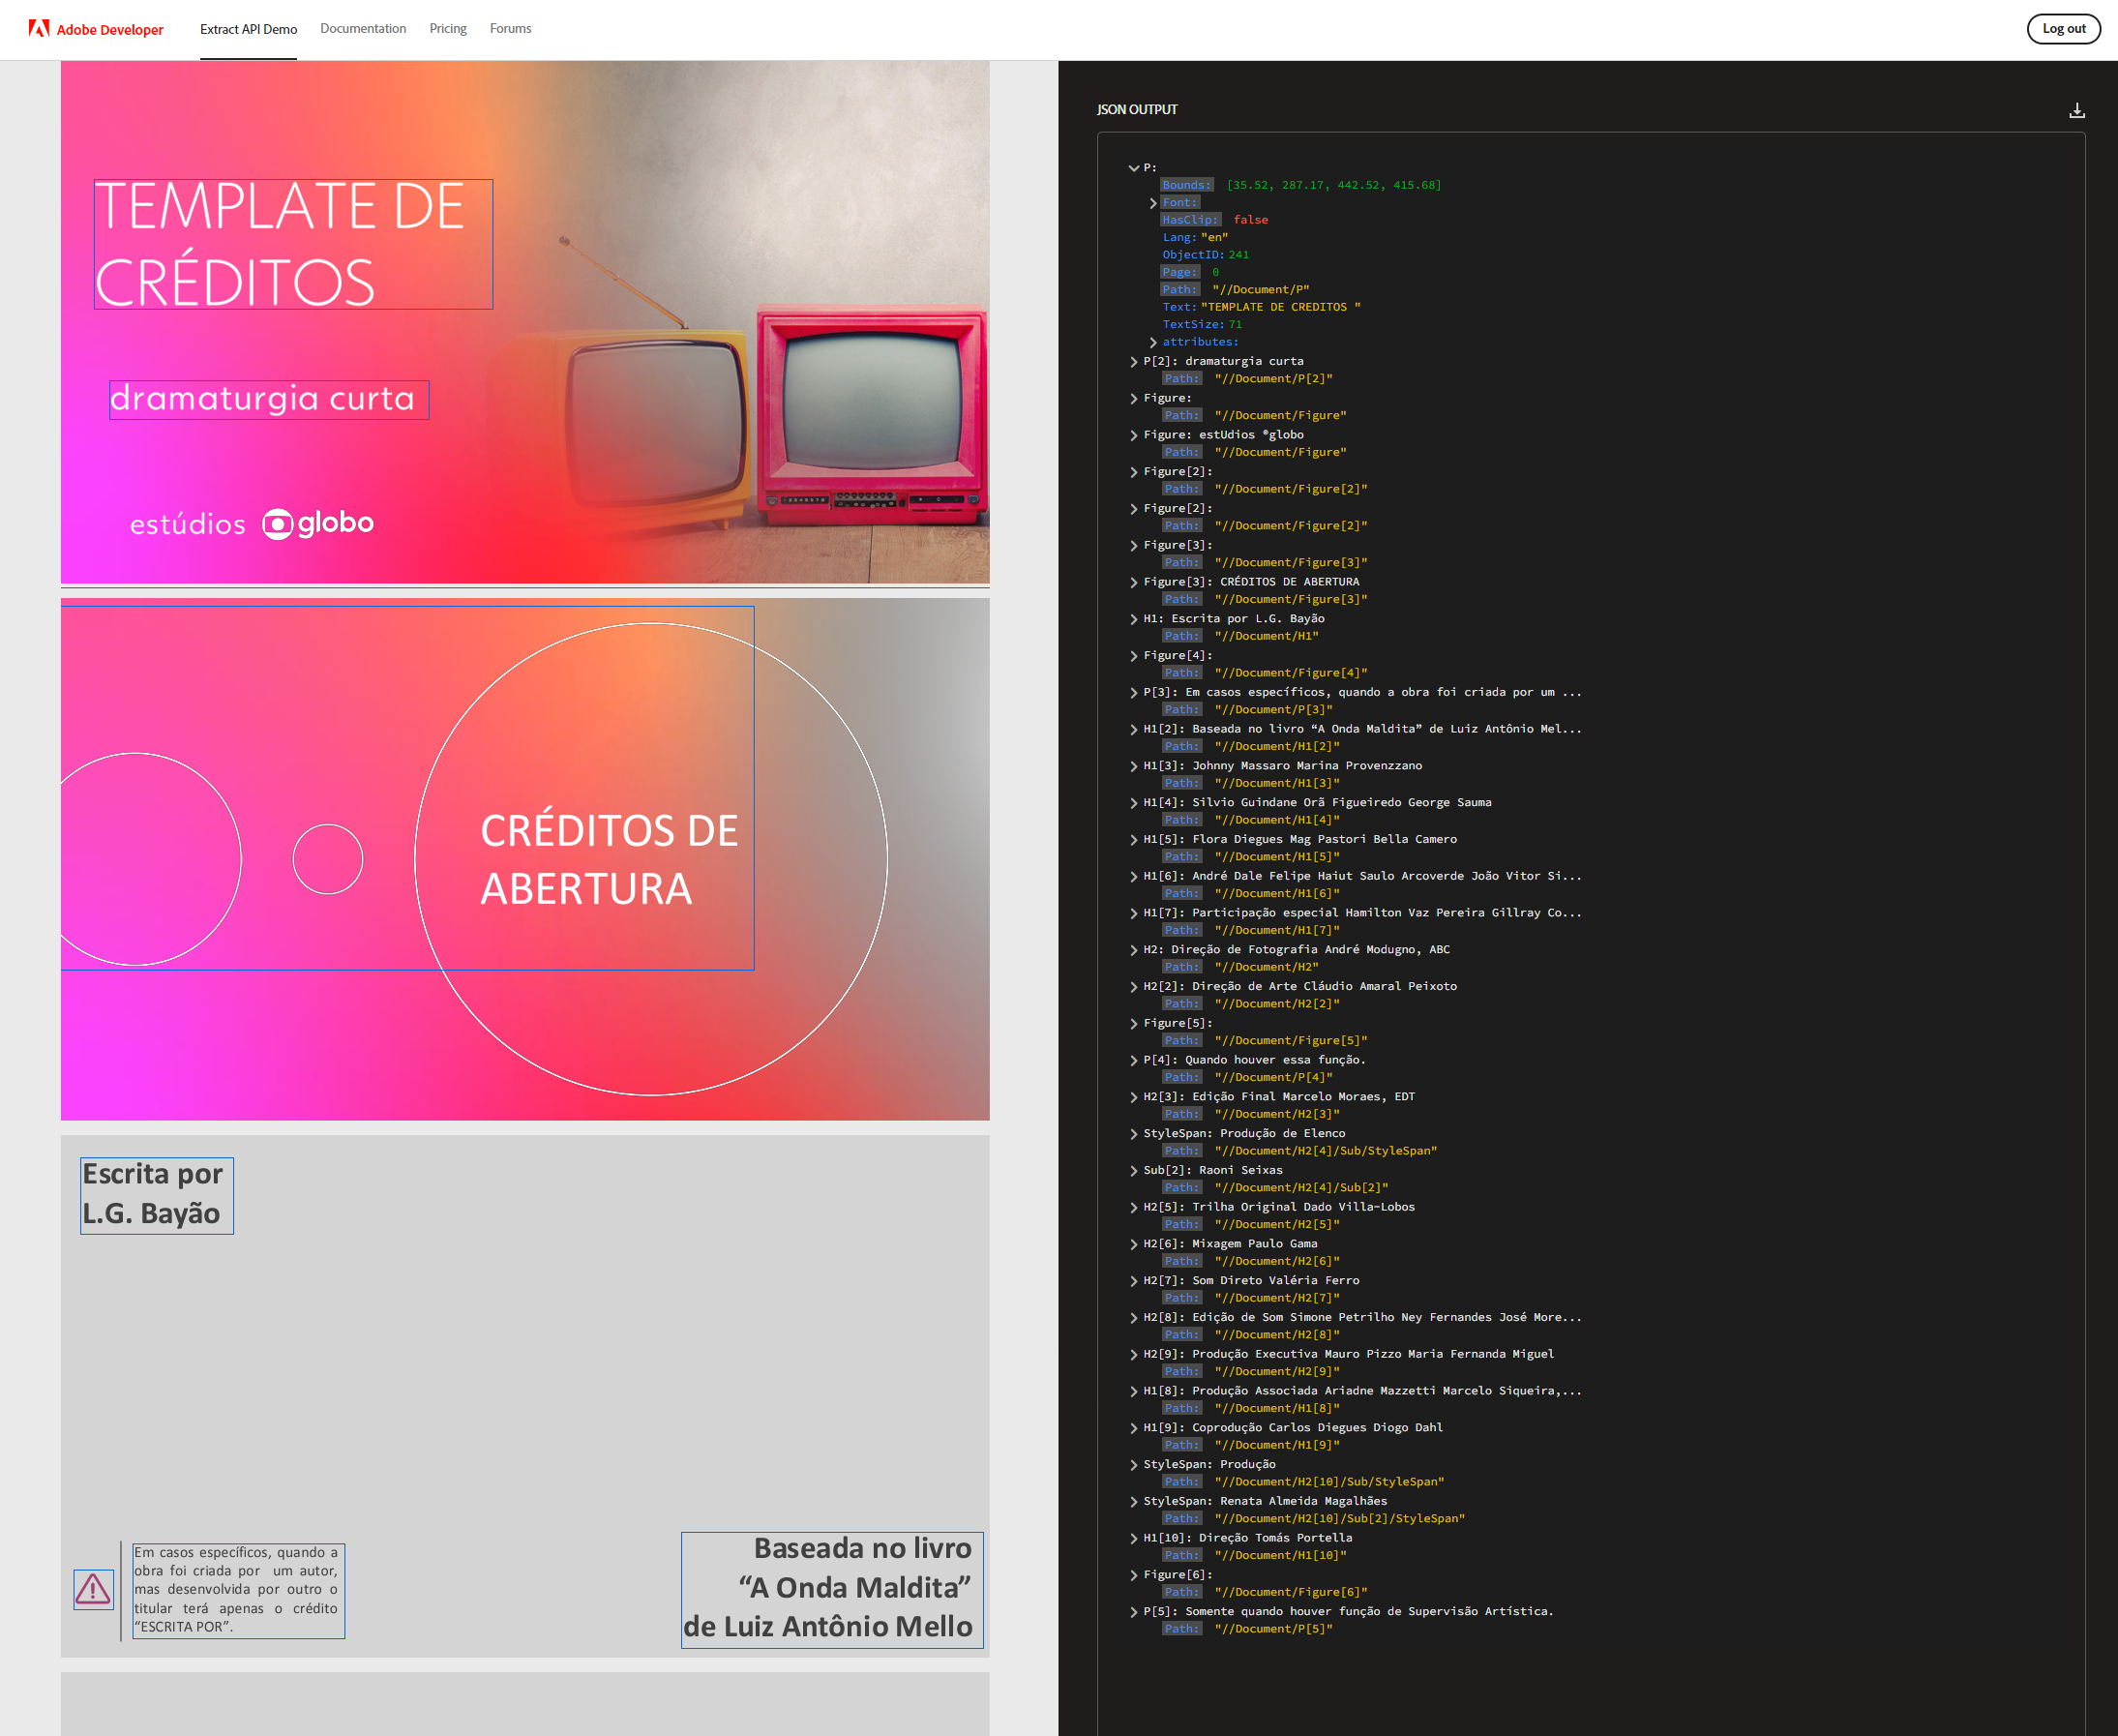 Adobe Developer
Extract API Demo
Documentation
Pricing
Forums
Log out
TEMPLATE DE
CRÉDITOS
dramaturgia curta
estúdios globo
CRÉDITOS DE
ABERTURA
Escrita por
L.G. Bayão
Em casos específicos, quando a
obra foi criada por um autor,
mas desenvolvida por outro o
titular terá apenas o crédito
“ESCRITA POR”.
Baseada no livro
“A Onda Maldita”
de Luiz Antônio Mello
JSON OUTPUT
P:
Bounds: [35.52, 287.17, 442.52, 415.68]
Font:
HasClip: false
Lang: "en"
ObjectID: 241
Page: 0
Path: "//Document/P"
Text: "TEMPLATE DE CREDITOS "
TextSize: 71
attributes:
P[2]: dramaturgia curta
Path: "//Document/P[2]"
Figure:
Path: "//Document/Figure"
Figure: estUdios ®globo
Path: "//Document/Figure"
Figure[2]:
Path: "//Document/Figure[2]"
Figure[2]:
Path: "//Document/Figure[2]"
Figure[3]:
Path: "//Document/Figure[3]"
Figure[3]: CRÉDITOS DE ABERTURA
Path: "//Document/Figure[3]"
H1: Escrita por L.G. Bayão
Path: "//Document/H1"
Figure[4]:
Path: "//Document/Figure[4]"
P[3]: Em casos específicos, quando a obra foi criada por um ...
Path: "//Document/P[3]"
H1[2]: Baseada no livro “A Onda Maldita” de Luiz Antônio Mel...
Path: "//Document/H1[2]"
H1[3]: Johnny Massaro Marina Provenzzano
Path: "//Document/H1[3]"
H1[4]: Silvio Guindane Orã Figueiredo George Sauma
Path: "//Document/H1[4]"
H1[5]: Flora Diegues Mag Pastori Bella Camero
Path: "//Document/H1[5]"
H1[6]: André Dale Felipe Haiut Saulo Arcoverde João Vitor Si...
Path: "//Document/H1[6]"
H1[7]: Participação especial Hamilton Vaz Pereira Gillray Co...
Path: "//Document/H1[7]"
H2: Direção de Fotografia André Modugno, ABC
Path: "//Document/H2"
H2[2]: Direção de Arte Cláudio Amaral Peixoto
Path: "//Document/H2[2]"
Figure[5]:
Path: "//Document/Figure[5]"
P[4]: Quando houver essa função.
Path: "//Document/P[4]"
H2[3]: Edição Final Marcelo Moraes, EDT
Path: "//Document/H2[3]"
StyleSpan: Produção de Elenco
Path: "//Document/H2[4]/Sub/StyleSpan"
Sub[2]: Raoni Seixas
Path: "//Document/H2[4]/Sub[2]"
H2[5]: Trilha Original Dado Villa-Lobos
Path: "//Document/H2[5]"
H2[6]: Mixagem Paulo Gama
Path: "//Document/H2[6]"
H2[7]: Som Direto Valéria Ferro
Path: "//Document/H2[7]"
H2[8]: Edição de Som Simone Petrilho Ney Fernandes José More...
Path: "//Document/H2[8]"
H2[9]: Produção Executiva Mauro Pizzo Maria Fernanda Miguel
Path: "//Document/H2[9]"
H1[8]: Produção Associada Ariadne Mazzetti Marcelo Siqueira,...
Path: "//Document/H1[8]"
H1[9]: Coprodução Carlos Diegues Diogo Dahl
Path: "//Document/H1[9]"
StyleSpan: Produção
Path: "//Document/H2[10]/Sub/StyleSpan"
StyleSpan: Renata Almeida Magalhães
Path: "//Document/H2[10]/Sub[2]/StyleSpan"
H1[10]: Direção Tomás Portella
Path: "//Document/H1[10]"
Figure[6]:
Path: "//Document/Figure[6]"
P[5]: Somente quando houver função de Supervisão Artística.
Path: "//Document/P[5]"